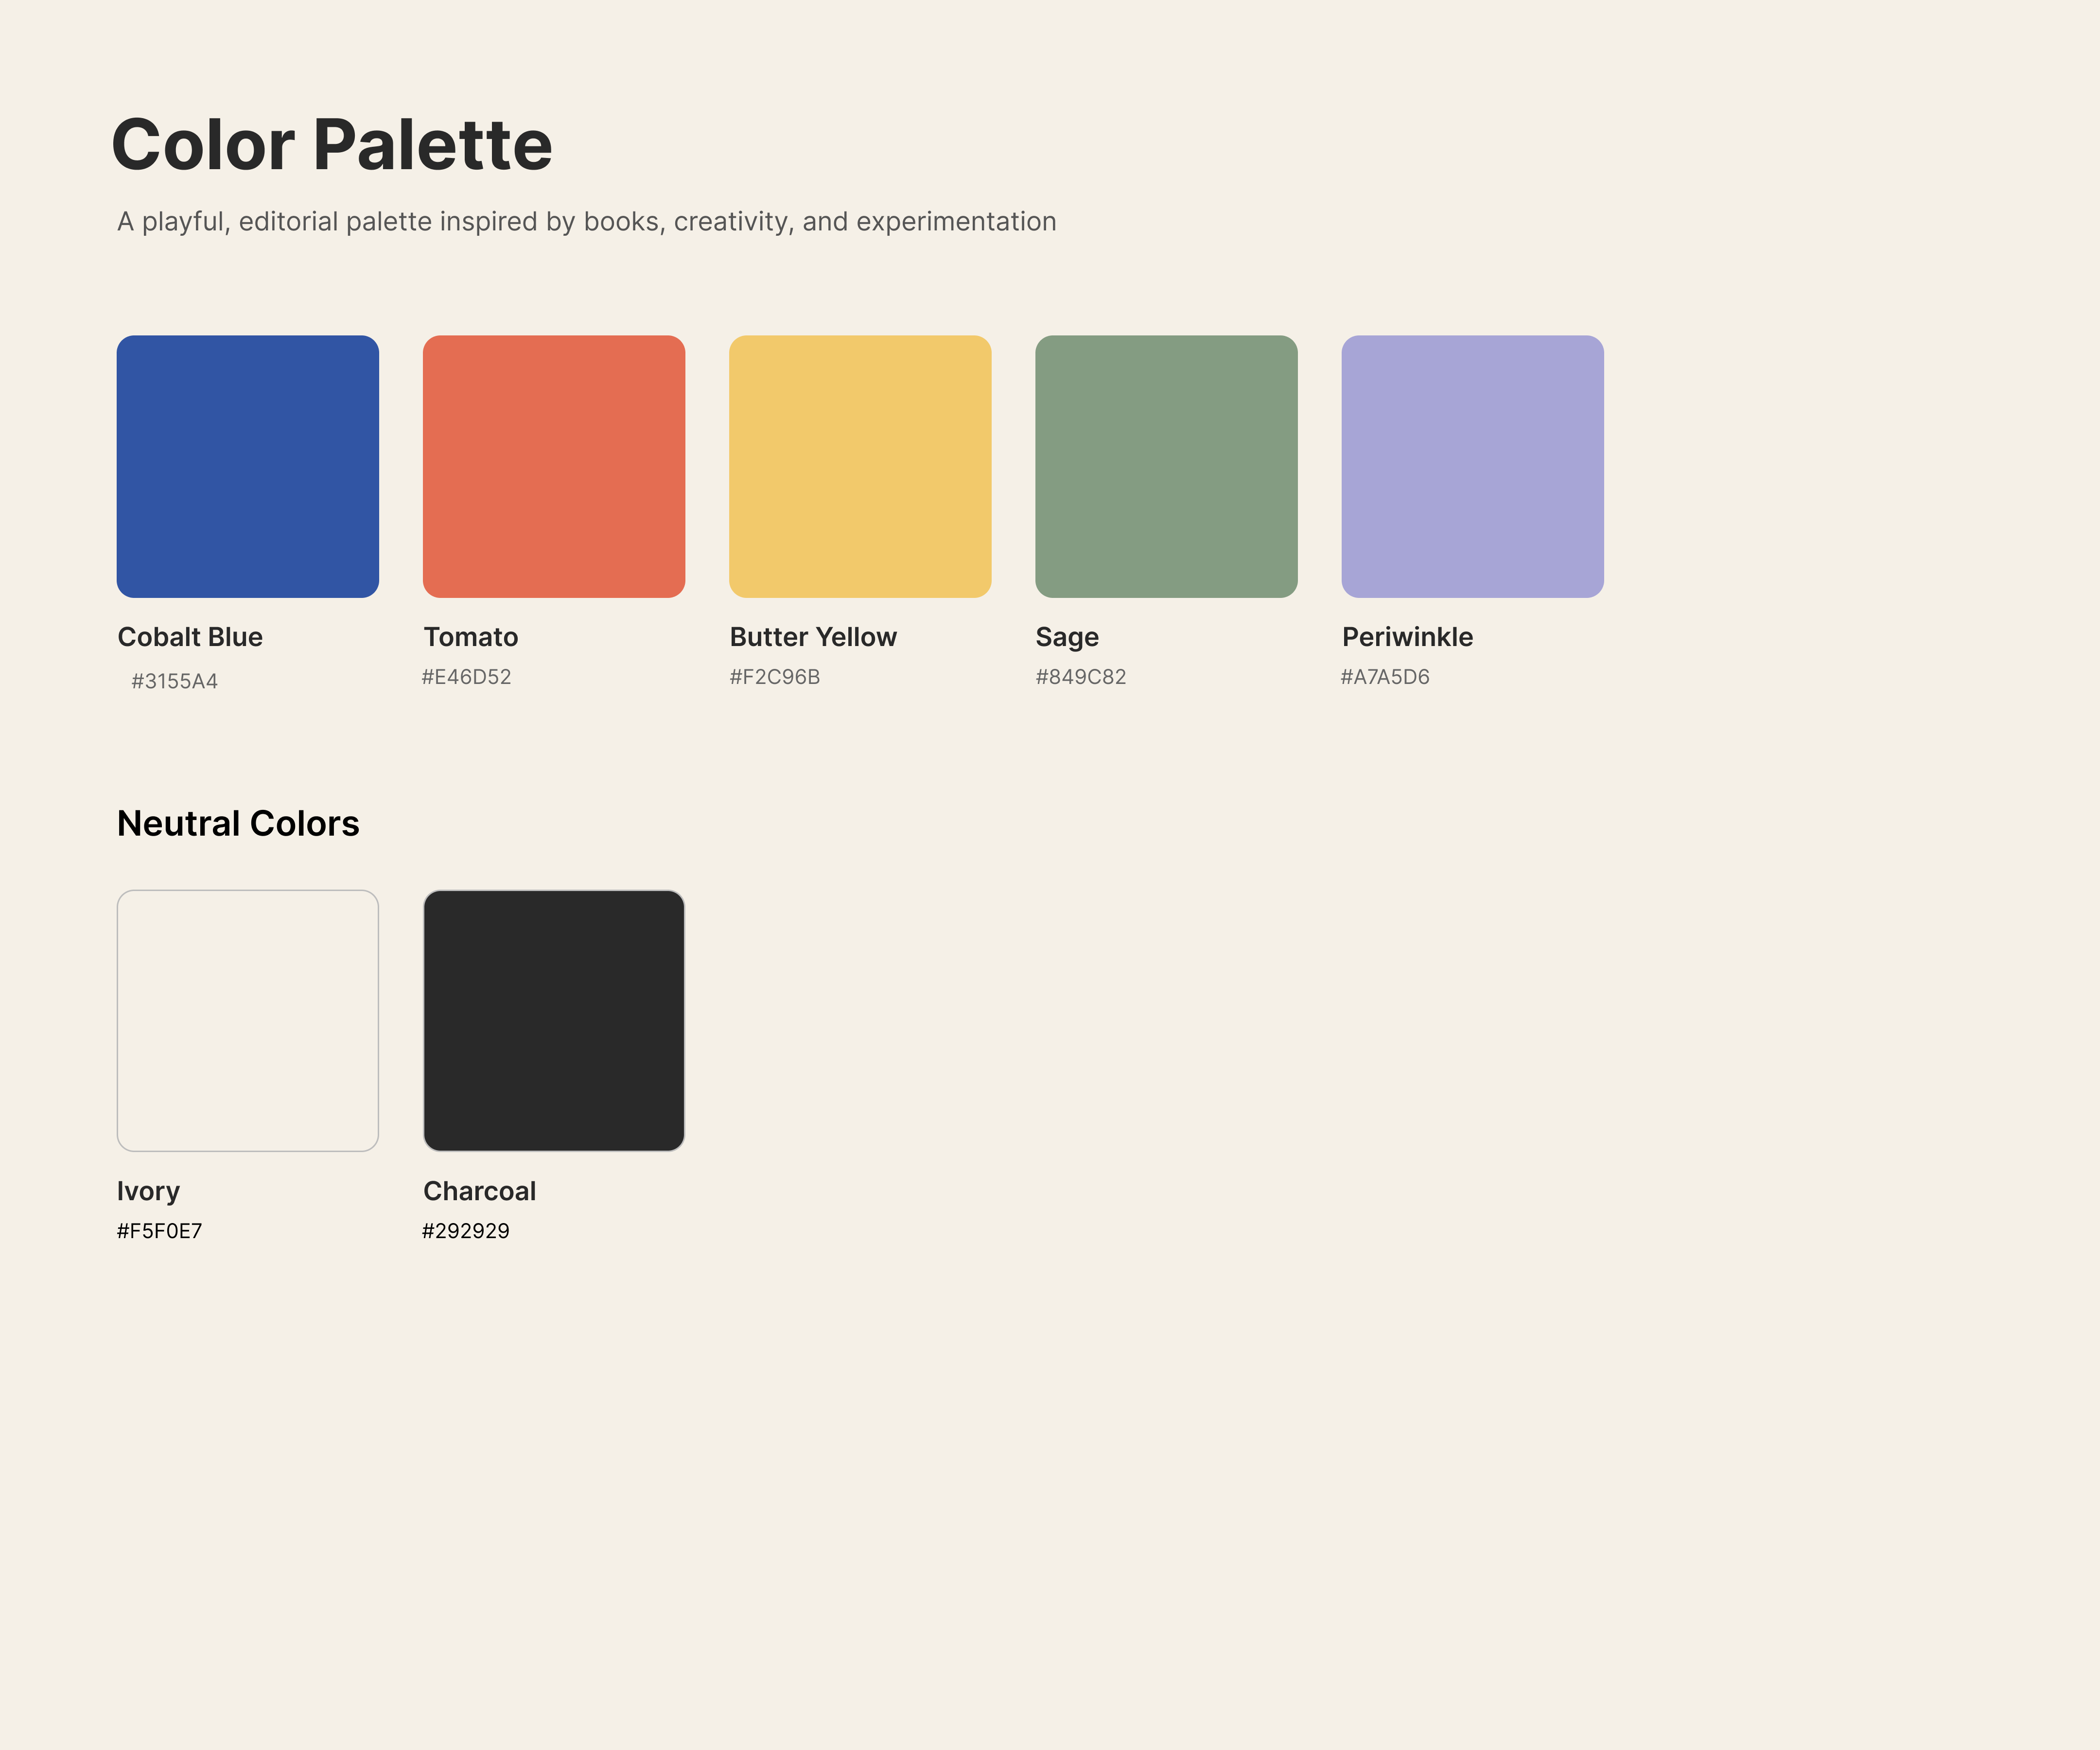 Color Palette
A playful, editorial palette inspired by books, creativity, and experimentation
Cobalt Blue
#3155A4
Tomato
#E46D52
Butter Yellow
#F2C96B
Sage
#849C82
Periwinkle
#A7A5D6
Neutral Colors
Ivory
#F5F0E7
Charcoal
#292929